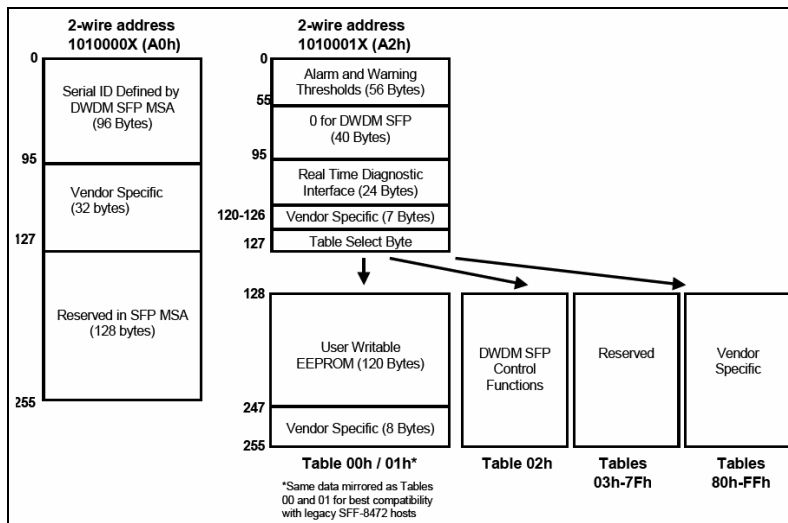 2-wire address
1010000X (A0h)
0
Serial ID Defined by
DWDM SFP MSA
(96 Bytes)
95
Vendor Specific
(32 bytes)
127
Reserved in SFP MSA
(128 bytes)
255
2-wire address
1010001X (A2h)
0
Alarm and Warning
Thresholds (56 Bytes)
55
0 for DWDM SFP
(40 Bytes)
95
Real Time Diagnostic
Interface (24 Bytes)
120-126
Vendor Specific (7 Bytes)
127
Table Select Byte
128
User Writable
EEPROM (120 Bytes)
247
Vendor Specific (8 Bytes)
255
Table 00h / 01h*
*Same data mirrored as Tables
00 and 01 for best compatibility
with legacy SFF-8472 hosts
DWDM SFP
Control
Functions
Table 02h
Reserved
Tables
03h-7Fh
Vendor
Specific
Tables
80h-FFh